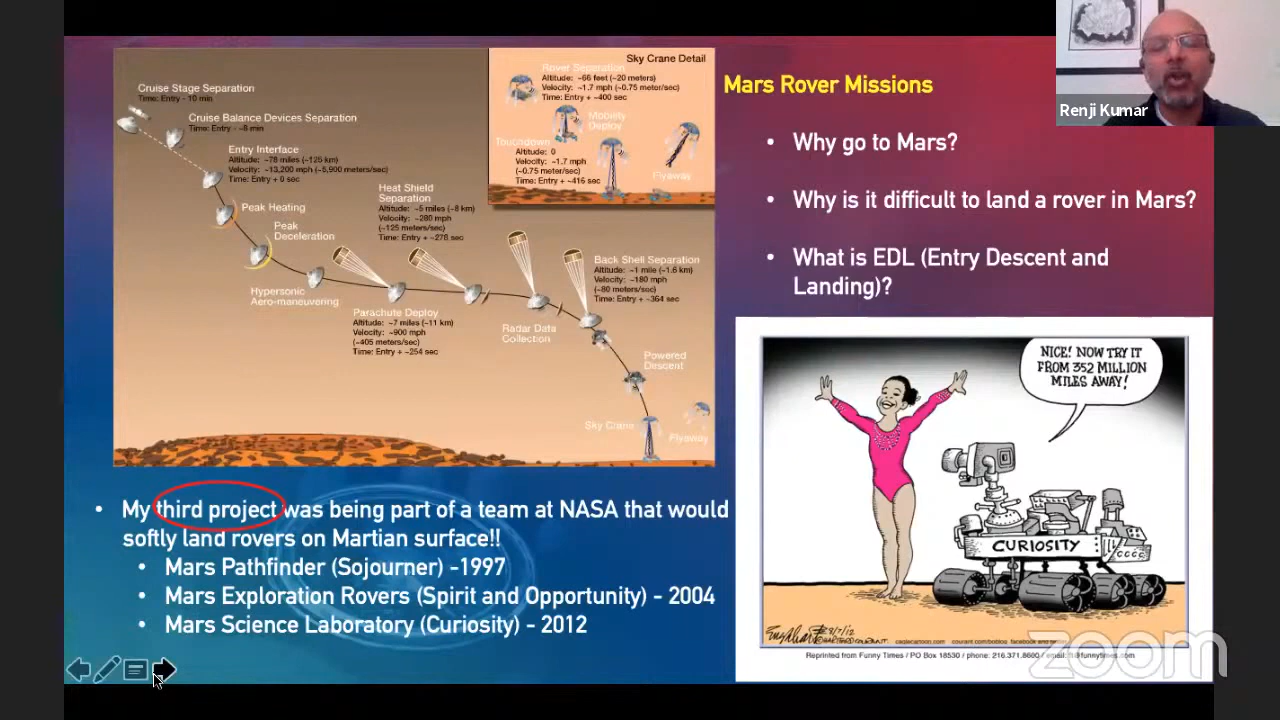 Cruise Stage Separation
Time: Entry - 10 min
Cruise Balance Devices Separation
Time: Entry - ~8 min
Entry Interface
Altitude: ~78 miles (~125 km)
Velocity: ~13,200 mph (~5,900 meters/sec)
Time: Entry + 0 sec
Peak Heating
Peak
Deceleration
Hypersonic
Aero-maneuvering
Heat Shield
Separation
Altitude: ~5 miles (~8 km)
Velocity: ~280 mph
(~125 meters/sec)
Time: Entry + ~278 sec
Parachute Deploy
Altitude: ~7 miles (~11 km)
Velocity: ~900 mph
(~405 meters/sec)
Time: Entry + ~254 sec
Radar Data
Collection
Back Shell Separation
Altitude: ~1 mile (~1.6 km)
Velocity: ~180 mph
(~80 meters/sec)
Time: Entry + ~364 sec
Powered
Descent
Sky Crane
Flyaway
Sky Crane Detail
Rover Separation
Altitude: ~66 feet (~20 meters)
Velocity: ~1.7 mph (~0.75 meter/sec)
Time: Entry + ~400 sec
Mobility
Deploy
Touchdown
Altitude: 0
Velocity: ~1.7 mph
(~0.75 meter/sec)
Time: Entry + ~416 sec
Flyaway
Mars Rover Missions
• Why go to Mars?
• Why is it difficult to land a rover in Mars?
• What is EDL (Entry Descent and
Landing)?
Renji Kumar
• My third project was being part of a team at NASA that would
softly land rovers on Martian surface!!
• Mars Pathfinder (Sojourner) -1997
• Mars Exploration Rovers (Spirit and Opportunity) - 2004
• Mars Science Laboratory (Curiosity) - 2012
NICE! NOW TRY IT
FROM 352 MILLION
MILES AWAY!
CURIOSITY
Reprinted from Funny Times / PO Box 18530 / phone: 216.371.8600 / email:
zoom